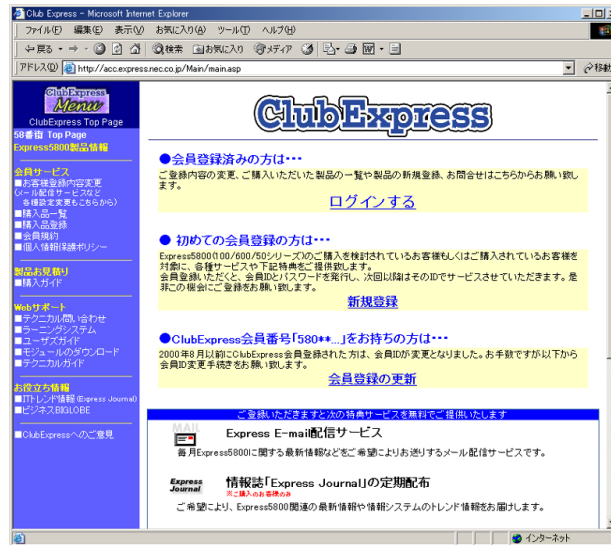 Club Express - Microsoft Internet Explorer
ファイル(F) 編集(E) 表示(V) お気に入り(A) ツール(T) ヘルプ(H)
戻る 検索 お気に入り メディア
アドレス(D) http://acc.express.nec.co.jp/Main/main.asp 移動
ClubExpress
Menu
ClubExpress Top Page
58番街 Top Page
Express5800製品情報
会員サービス
■お客様登録内容変更
(メール配信サービスなど
各種設定変更もこちらから)
■購入品一覧
■購入品登録
■会員規約
■個人情報保護ポリシー
製品お見積り
■購入ガイド
Webサポート
■テクニカル問い合わせ
■ラーニングシステム
■ユーザズガイド
■モジュールのダウンロード
■テクニカルガイド
お役立ち情報
■ITトレンド情報(Express Journal)
■ビジネスBIGLOBE
■ClubExpressへのご意見
ClubExpress
●会員登録済みの方は・・・
ご登録内容の変更、ご購入いただいた製品の一覧や製品の新規登録、お問合せはこちらからお願い致し
ます。
ログインする
● 初めての会員登録の方は・・・
Express5800(100/600/50シリーズ)のご購入を検討されているお客様もしくはご購入されているお客様を
対象に、各種サービスや下記特典をご提供致します。
会員登録いただくと、会員IDとパスワードを発行し、次回以降はそのIDでサービスさせていただきます。是
非この機会にご登録をお願い致します。
新規登録
●ClubExpress会員番号「580**...」をお持ちの方は・・・
2000年8月以前にClubExpress会員登録された方は、会員IDが変更となりました。お手数ですが以下から
会員ID変更手続きをお願い致します。
会員登録の更新
ご登録いただきますと次の特典サービスを無料でご提供いたします
MAIL
Express E-mail配信サービス
毎月Express5800に関する最新情報などをご希望によりお送りするメール配信サービスです。
Express
Journal
情報誌「Express Journal」の定期配布
※ご購入のお客様のみ
ご希望により、Express5800関連の最新情報や情報システムのトレンド情報をお届けします。
インターネット